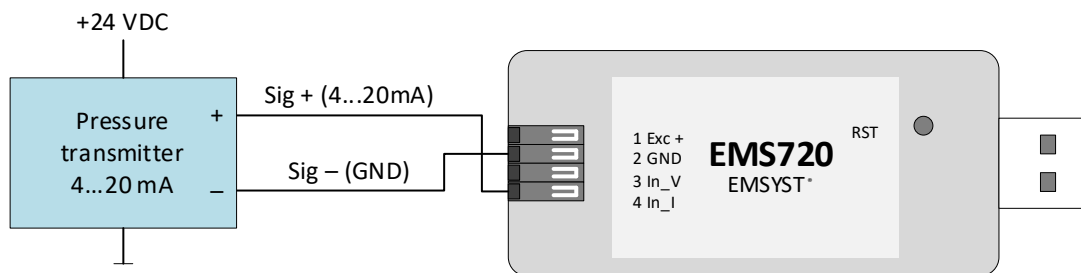 +24 VDC
Pressure
transmitter
4...20 mA
+
–
Sig + (4...20mA)
Sig – (GND)
1 Exc +
2 GND
3 In_V
4 In_I
EMS720
EMSYST®
RST